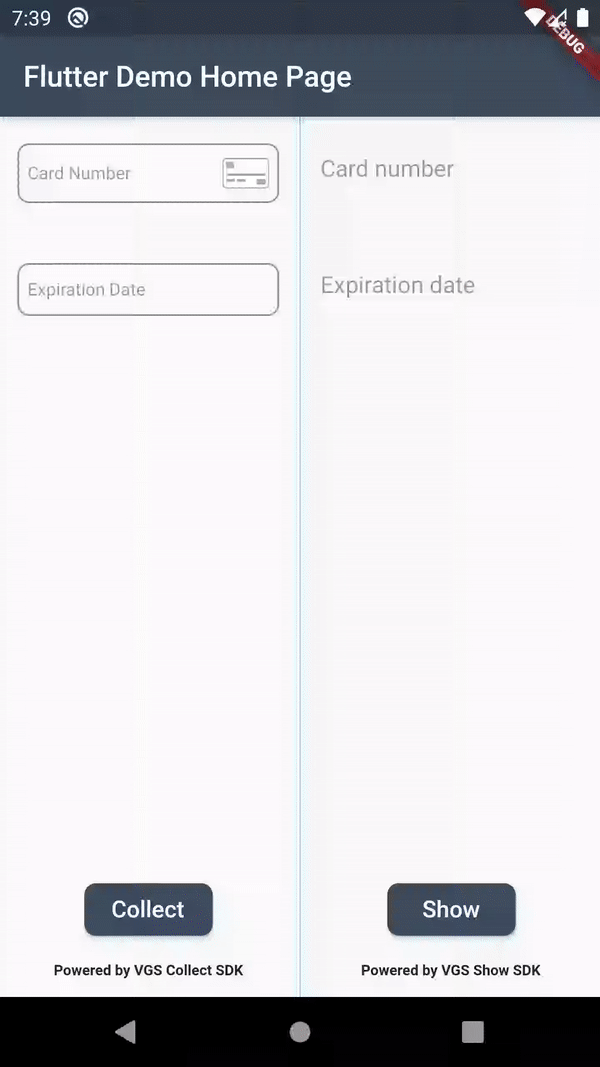 7:39
DEBUG
Flutter Demo Home Page
Card Number
Card number
Expiration Date
Expiration date
Collect
Show
Powered by VGS Collect SDK
Powered by VGS Show SDK